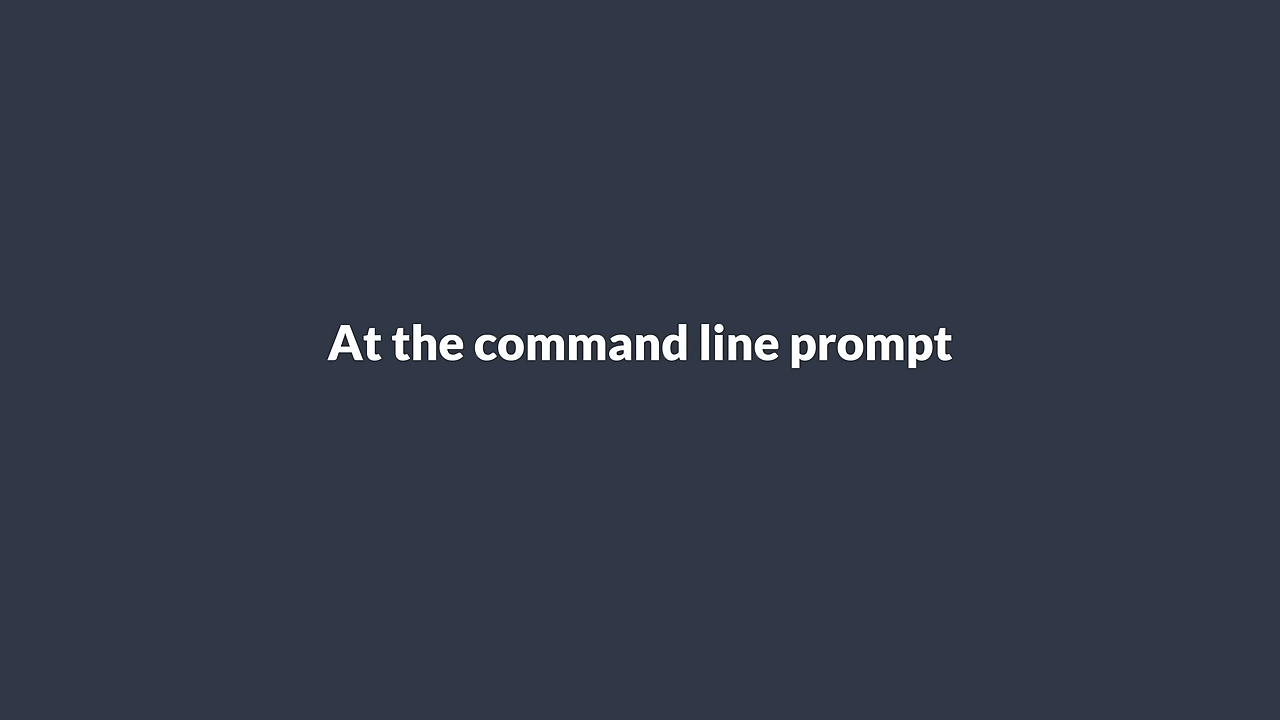 At the command line prompt